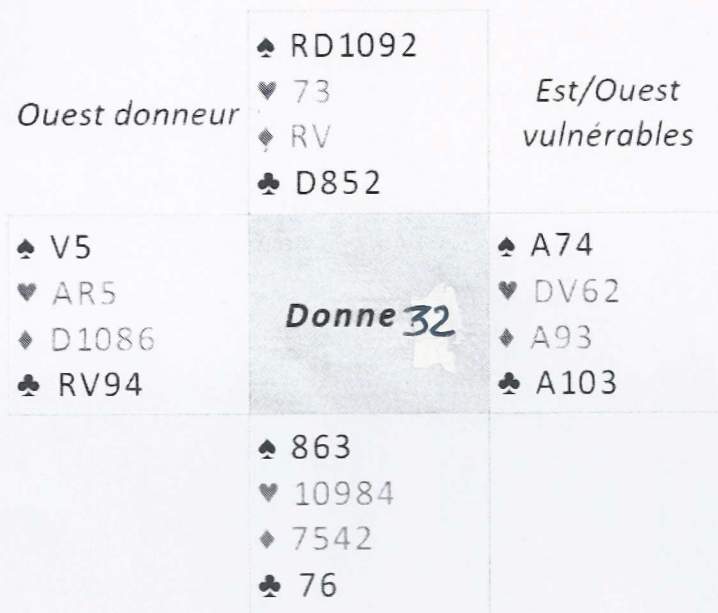 ♠ RD1092
♥ 73
♦ RV
♣ D852
Ouest donneur
Est/Ouest
vulnérables
♠ V5
♥ AR5
♦ D1086
♣ RV94
Donne 32
♠ A74
♥ DV62
♦ A93
♣ A103
♠ 863
♥ 10984
♦ 7542
♣ 76